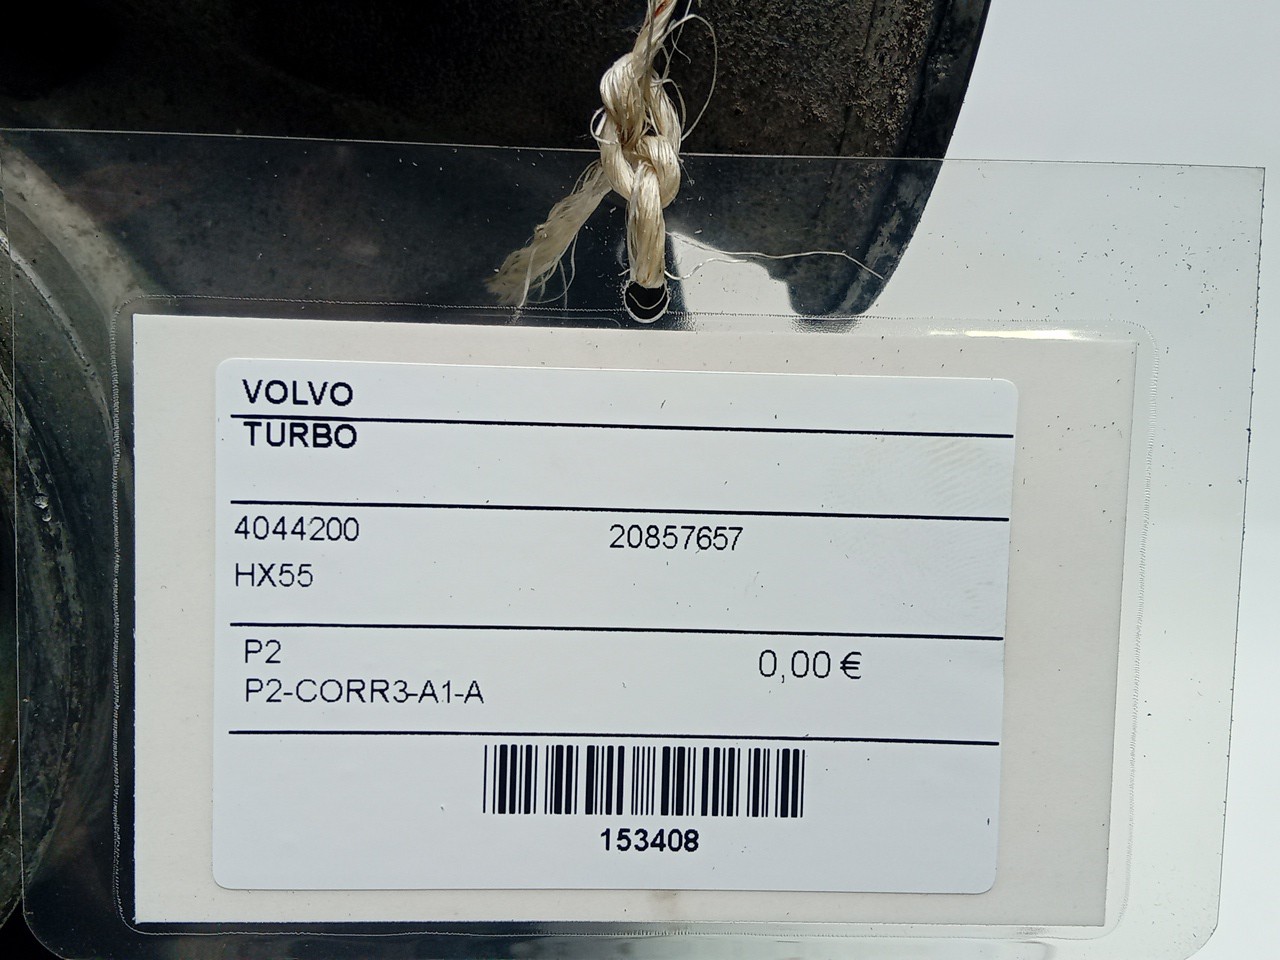 VOLVO
TURBO
4044200 20857657
HX55
P2 0,00 €
P2-CORR3-A1-A
153408